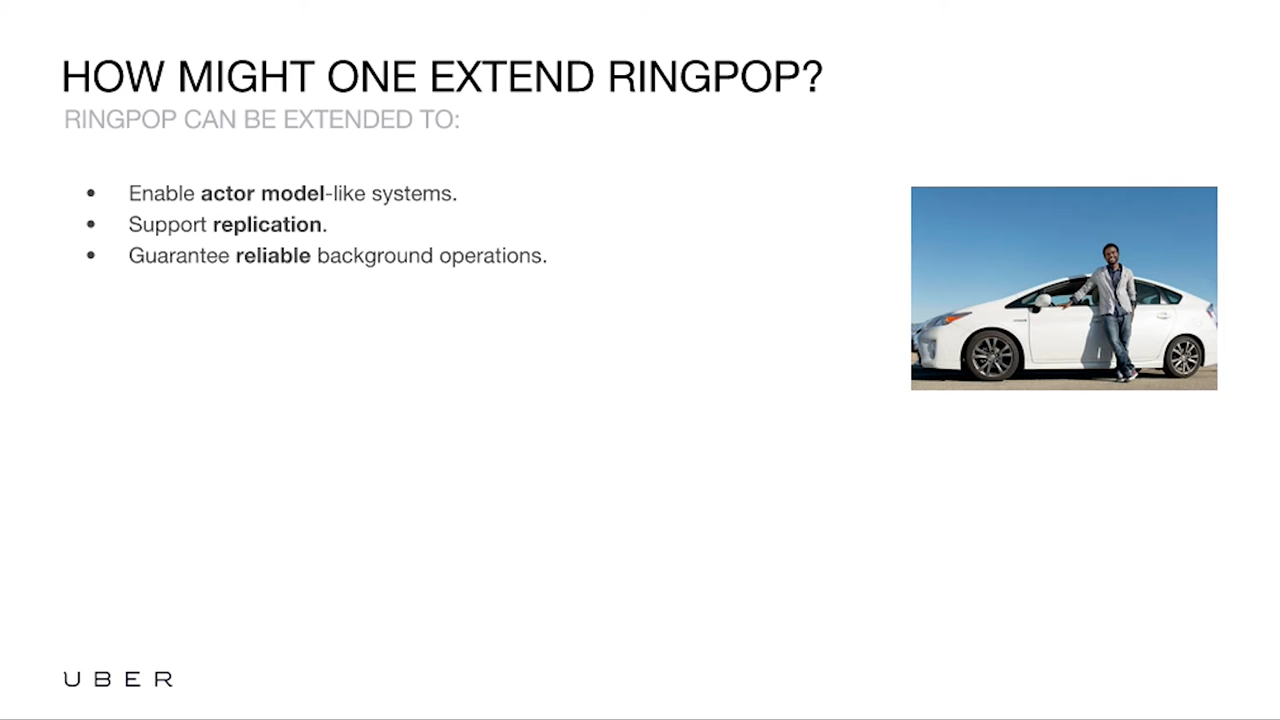 HOW MIGHT ONE EXTEND RINGPOP?
RINGPOP CAN BE EXTENDED TO:
• Enable actor model-like systems.
• Support replication.
• Guarantee reliable background operations.
UBER